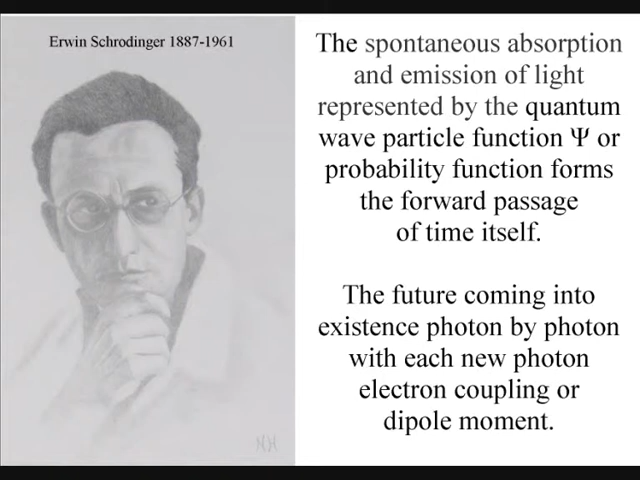 Erwin Schrodinger 1887-1961
The spontaneous absorption
and emission of light
represented by the quantum
wave particle function Ψ or
probability function forms
the forward passage
of time itself.
The future coming into
existence photon by photon
with each new photon
electron coupling or
dipole moment.